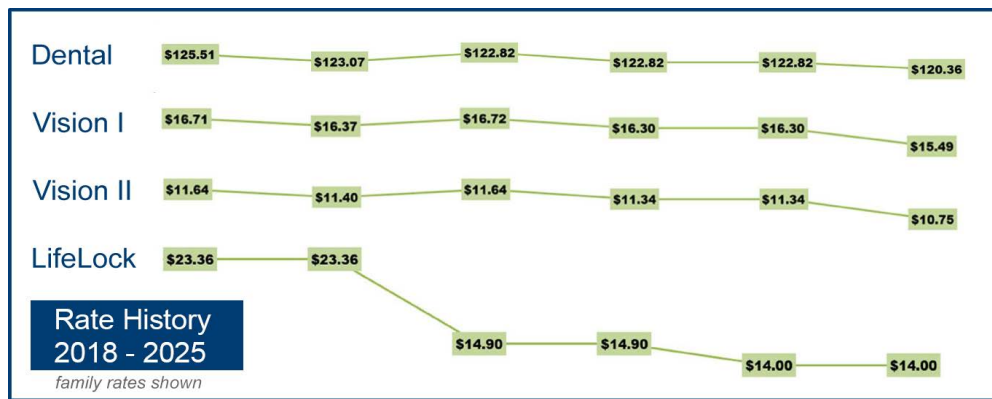 Dental $125.51 $123.07 $122.82 $122.82 $122.82 $120.36
Vision I $16.71 $16.37 $16.72 $16.30 $16.30 $15.49
Vision II $11.64 $11.40 $11.64 $11.34 $11.34 $10.75
LifeLock $23.36 $23.36 $14.90 $14.90 $14.00 $14.00
Rate History
2018 - 2025
family rates shown